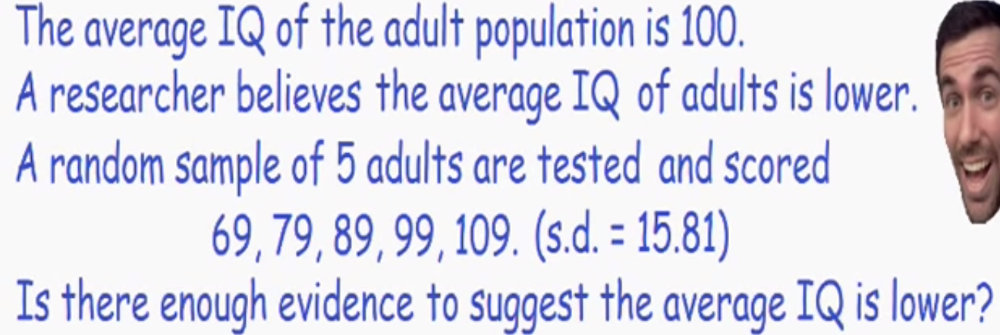 The average IQ of the adult population is 100.
A researcher believes the average IQ of adults is lower.
A random sample of 5 adults are tested and scored
69, 79, 89, 99, 109. (s.d. = 15.81)
Is there enough evidence to suggest the average IQ is lower?